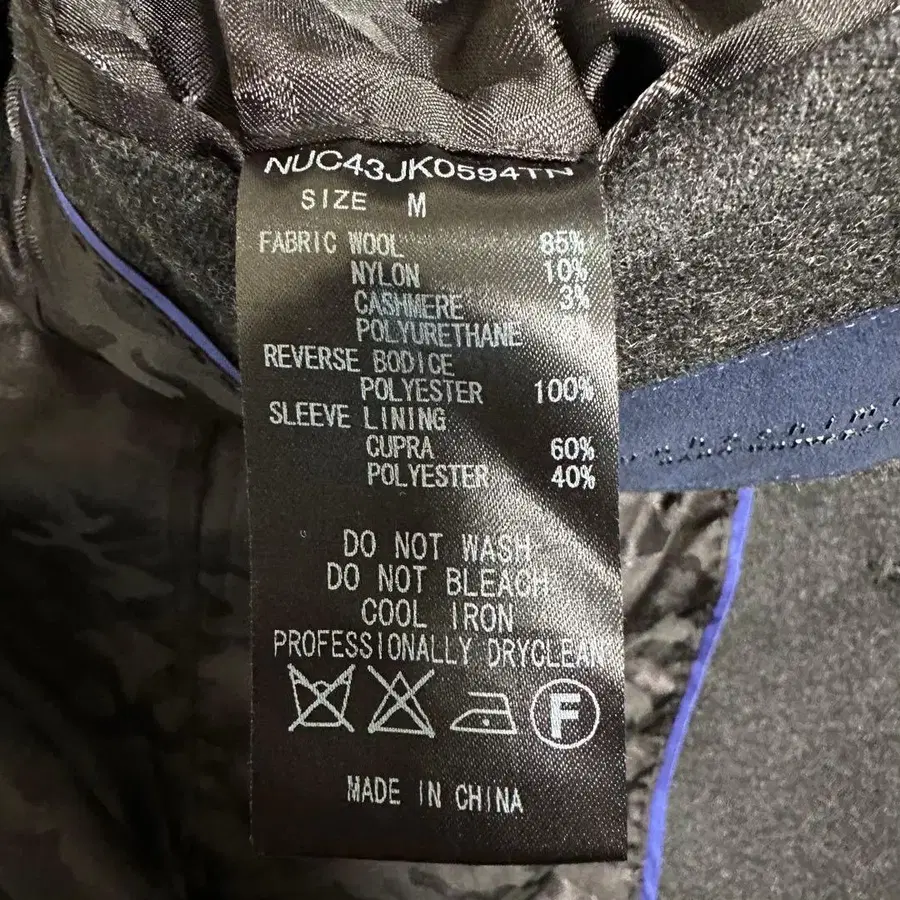 NUC43JK0594TN
SIZE M
FABRIC WOOL 85%
NYLON 10%
CASHMERE 3%
POLYURETHANE
REVERSE BODICE
POLYESTER 100%
SLEEVE LINING
CUPRA 60%
POLYESTER 40%
DO NOT WASH
DO NOT BLEACH
COOL IRON
PROFESSIONALLY DRYCLEAN
F
MADE IN CHINA